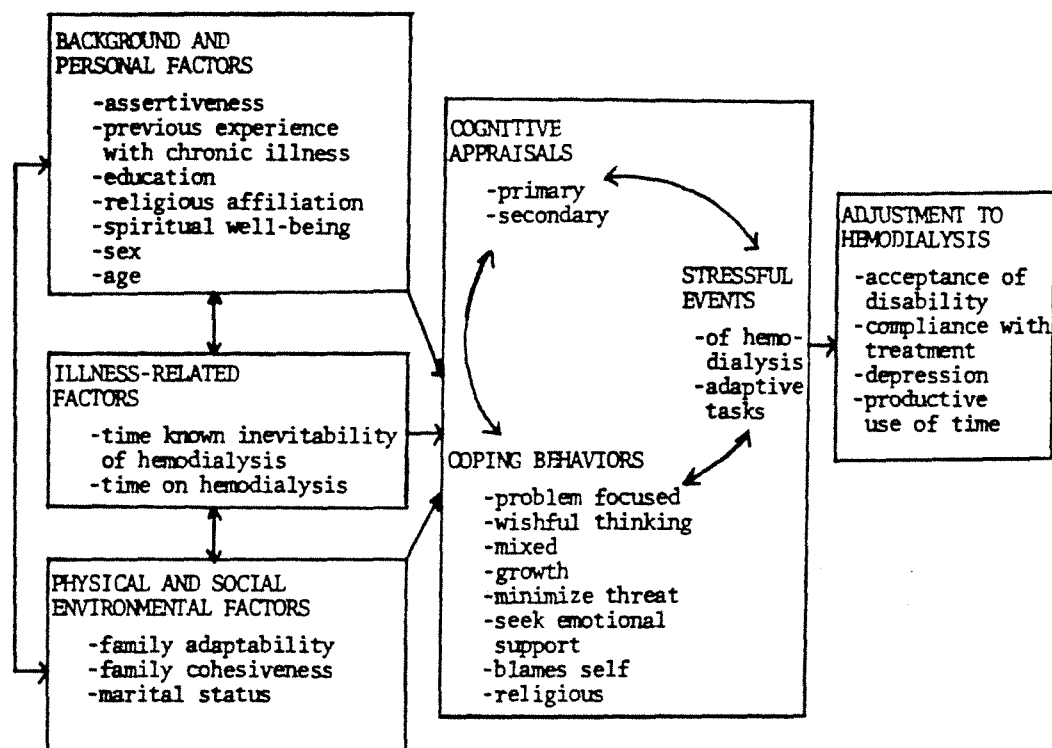 BACKGROUND AND
PERSONAL FACTORS
-assertiveness
-previous experience
with chronic illness
-education
-religious affiliation
-spiritual well-being
-sex
-age
ILLNESS-RELATED
FACTORS
-time known inevitability
of hemodialysis
-time on hemodialysis
PHYSICAL AND SOCIAL
ENVIRONMENTAL FACTORS
-family adaptability
-family cohesiveness
-marital status
COGNITIVE
APPRAISALS
-primary
-secondary
STRESSFUL
EVENTS
-of hemo-
dialysis
-adaptive
tasks
COPING BEHAVIORS
-problem focused
-wishful thinking
-mixed
-growth
-minimize threat
-seek emotional
support
-blames self
-religious
ADJUSTMENT TO
HEMODIALYSIS
-acceptance of
disability
-compliance with
treatment
-depression
-productive
use of time